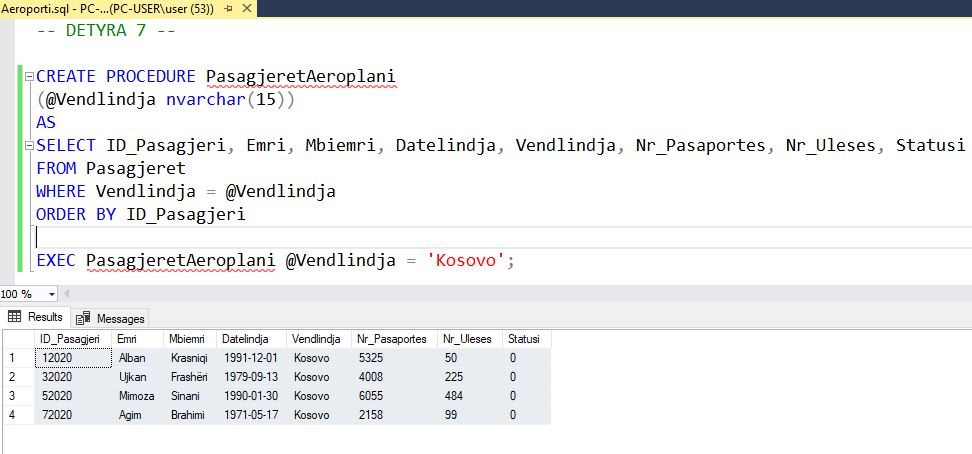 Aeroporti.sql - PC-...(PC-USER\user (53))
-- DETYRA 7 --
CREATE PROCEDURE PasagjeretAeroplani
(@Vendlindja nvarchar(15))
AS
SELECT ID_Pasagjeri, Emri, Mbiemri, Datelindja, Vendlindja, Nr_Pasaportes, Nr_Uleses, Statusi
FROM Pasagjeret
WHERE Vendlindja = @Vendlindja
ORDER BY ID_Pasagjeri
EXEC PasagjeretAeroplani @Vendlindja = 'Kosovo';
100 %
Results Messages
ID_Pasagjeri Emri Mbiemri Datelindja Vendlindja Nr_Pasaportes Nr_Uleses Statusi
1 12020 Alban Krasniqi 1991-12-01 Kosovo 5325 50 0
2 32020 Ujkan Frashëri 1979-09-13 Kosovo 4008 225 0
3 52020 Mimoza Sinani 1990-01-30 Kosovo 6055 484 0
4 72020 Agim Brahimi 1971-05-17 Kosovo 2158 99 0